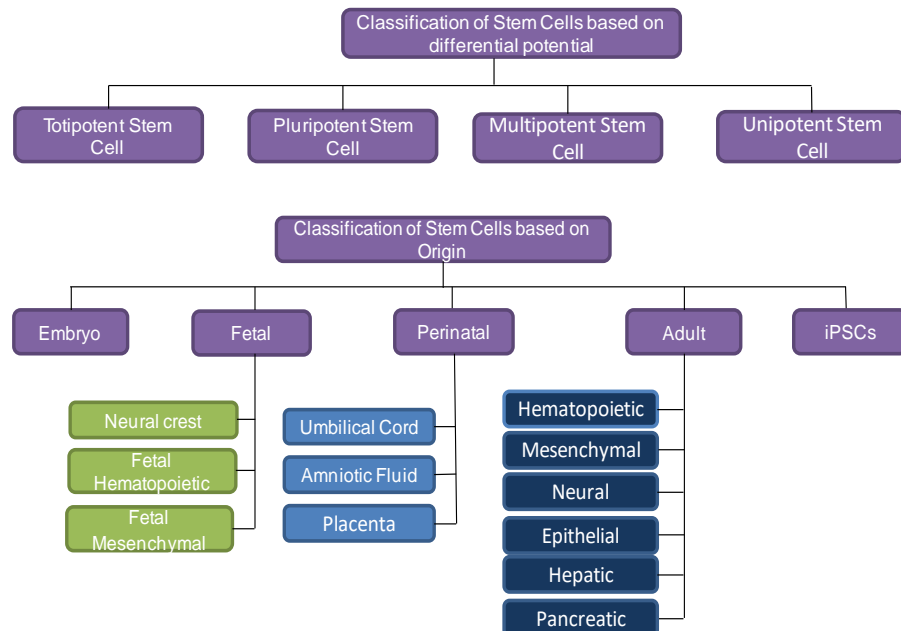 Classification of Stem Cells based on
differential potential
Totipotent Stem
Cell
Pluripotent Stem
Cell
Multipotent Stem
Cell
Unipotent Stem
Cell
Classification of Stem Cells based on
Origin
Embryo
Fetal
Perinatal
Adult
iPSCs
Neural crest
Fetal
Hematopoietic
Fetal
Mesenchymal
Umbilical Cord
Amniotic Fluid
Placenta
Hematopoietic
Mesenchymal
Neural
Epithelial
Hepatic
Pancreatic